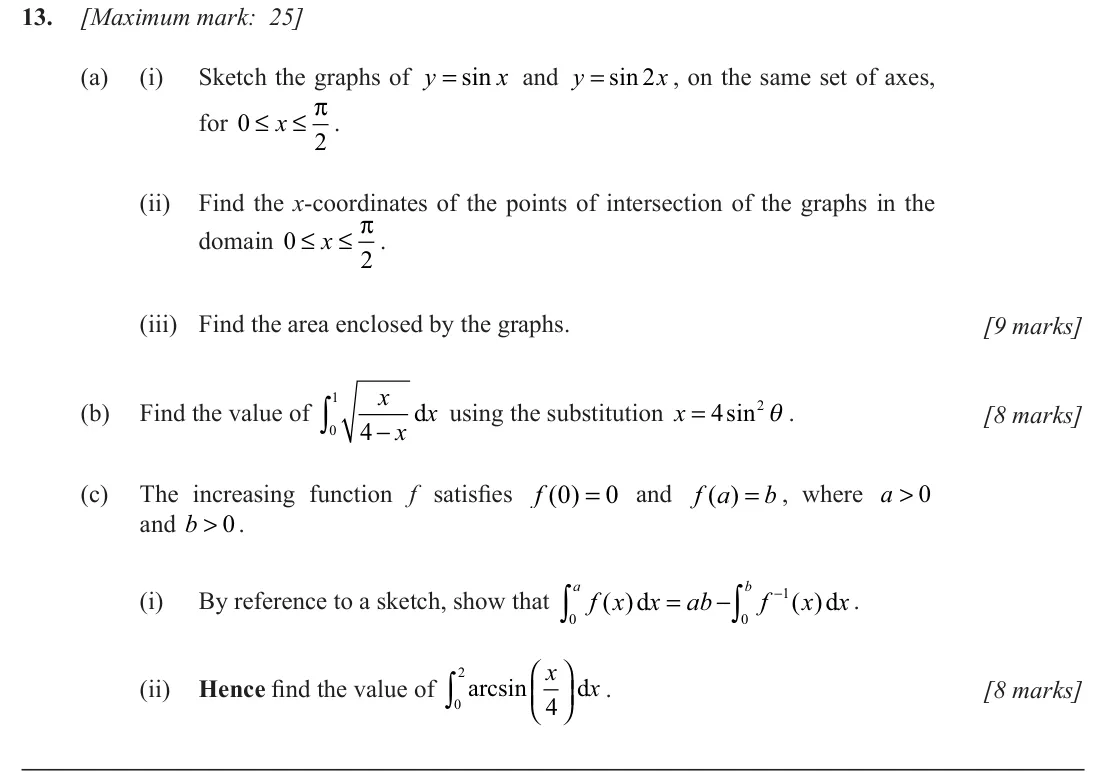 13. [Maximum mark: 25]
(a) (i) Sketch the graphs of y = sin x and y = sin 2x, on the same set of axes,
for 0 ≤ x ≤ π/2.
(ii) Find the x-coordinates of the points of intersection of the graphs in the
domain 0 ≤ x ≤ π/2.
(iii) Find the area enclosed by the graphs. [9 marks]
(b) Find the value of ∫₀¹ √(x/(4 − x)) dx using the substitution x = 4 sin² θ. [8 marks]
(c) The increasing function f satisfies f(0) = 0 and f(a) = b, where a > 0
and b > 0.
(i) By reference to a sketch, show that ∫₀ᵃ f(x) dx = ab − ∫₀ᵇ f⁻¹(x) dx.
(ii) Hence find the value of ∫₀² arcsin(x/4) dx. [8 marks]